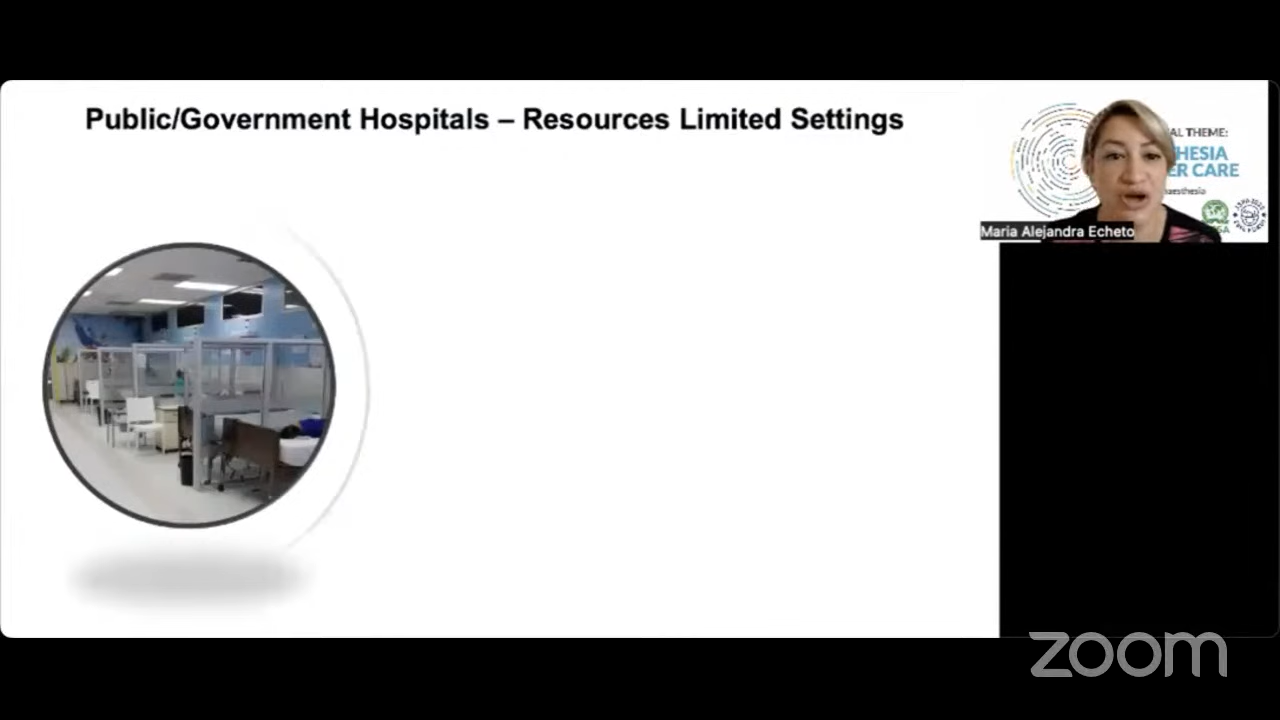 Public/Government Hospitals – Resources Limited Settings
AL THEME:
HESIA
ER CARE
aesthesia
Maria Alejandra Echeto
zoom